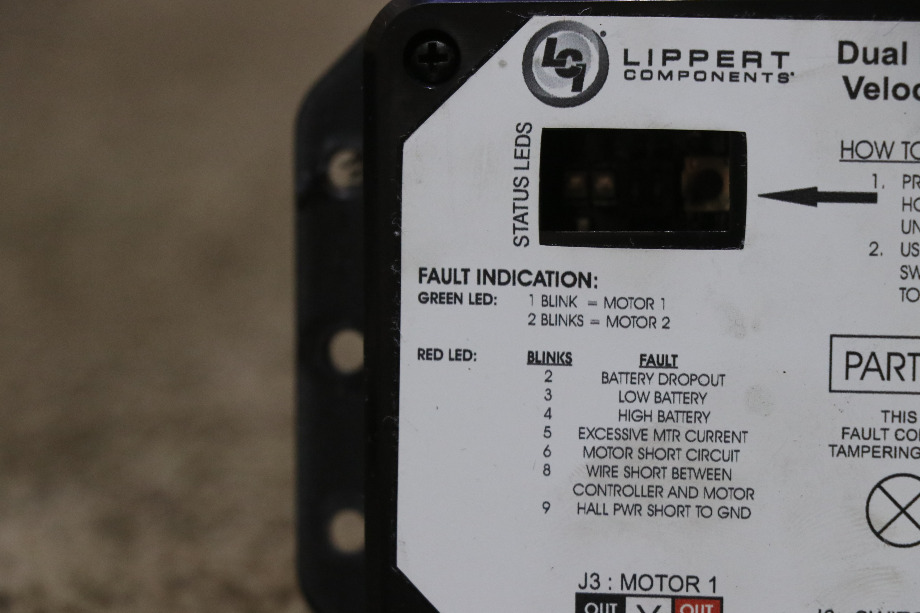 LCI LIPPERT
COMPONENTS
Dual
STATUS LEDS
HOW TO
1.
2.
FAULT INDICATION:
GREEN LED: 1 BLINK = MOTOR 1
2 BLINKS = MOTOR 2
RED LED: BLINKS FAULT
2 BATTERY DROPOUT
3 LOW BATTERY
4 HIGH BATTERY
5 EXCESSIVE MTR CURRENT
6 MOTOR SHORT CIRCUIT
8 WIRE SHORT BETWEEN
CONTROLLER AND MOTOR
9 HALL PWR SHORT TO GND
PART
THIS
FAULT
TAMPERING
J3 : MOTOR 1
OUT OUT